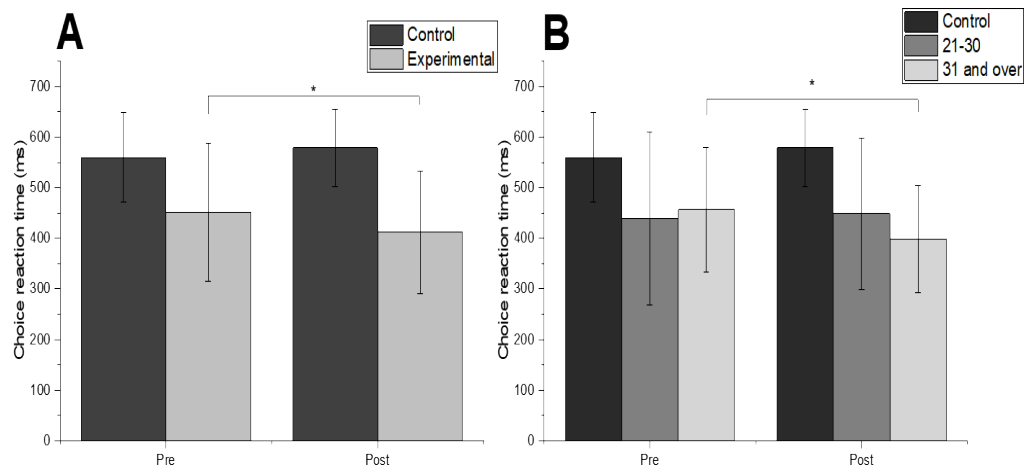 A
Control
Experimental
*
Choice reaction time (ms)
700
600
500
400
300
200
100
0
Pre
Post
B
Control
21-30
31 and over
*
Choice reaction time (ms)
700
600
500
400
300
200
100
0
Pre
Post